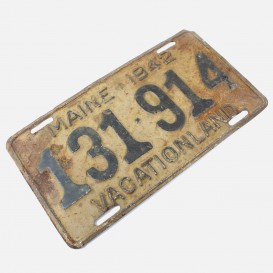 MAINE - 1942
131·914
VACATIONLAND